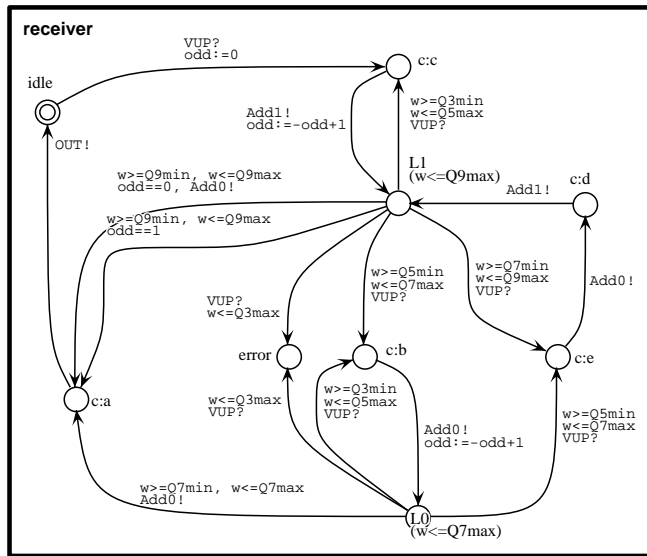 receiver
VUP?
odd:=0
c:c
idle
Add1!
odd:=-odd+1
w>=Q3min
w<=Q5max
VUP?
OUT!
L1
(w<=Q9max)
w>=Q9min, w<=Q9max
odd==0, Add0!
c:d
Add1!
w>=Q9min, w<=Q9max
odd==1
w>=Q5min
w<=Q7max
VUP?
w>=Q7min
w<=Q9max
VUP?
Add0!
VUP?
w<=Q3max
error
c:b
c:e
c:a
w<=Q3max
VUP?
w>=Q3min
w<=Q5max
VUP?
Add0!
odd:=-odd+1
w>=Q5min
w<=Q7max
VUP?
w>=Q7min, w<=Q7max
Add0!
L0
(w<=Q7max)